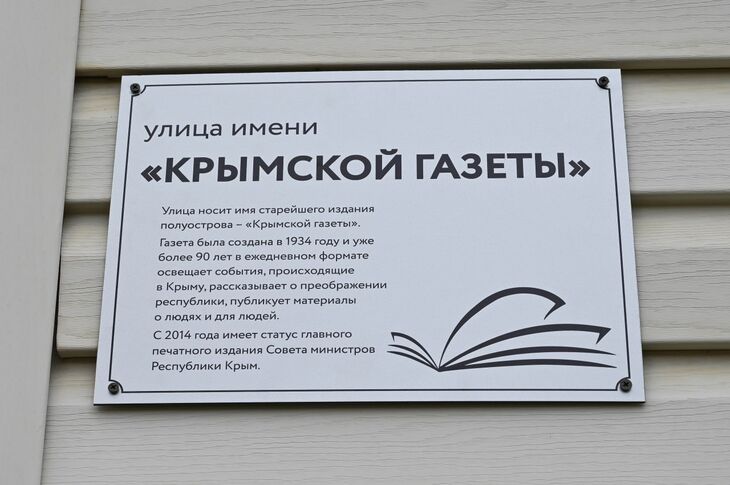 улица имени
«КРЫМСКОЙ ГАЗЕТЫ»
Улица носит имя старейшего издания
полуострова – «Крымской газеты».
Газета была создана в 1934 году и уже
более 90 лет в ежедневном формате
освещает события, происходящие
в Крыму, рассказывает о преображении
республики, публикует материалы
о людях и для людей.
С 2014 года имеет статус главного
печатного издания Совета министров
Республики Крым.